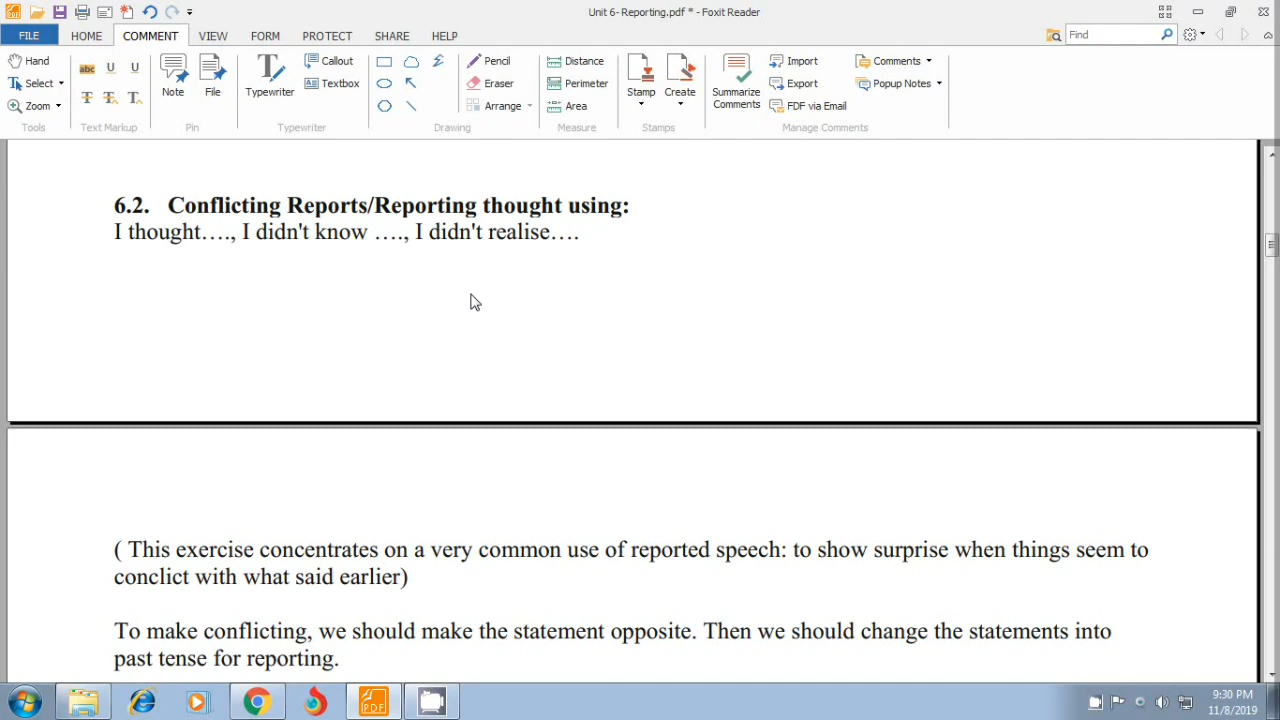 Unit 6- Reporting.pdf * - Foxit Reader
FILE HOME COMMENT VIEW FORM PROTECT SHARE HELP
Find
Hand
Select
Zoom
Tools
abc U U
T T T
Text Markup
Note
File
Pin
Typewriter
Callout
Textbox
Typewriter
Pencil
Eraser
Arrange
Drawing
Distance
Perimeter
Area
Measure
Stamp
Create
Stamps
Summarize
Comments
Import
Export
FDF via Email
Comments
Popup Notes
Manage Comments
6.2. Conflicting Reports/Reporting thought using:
I thought…., I didn't know …., I didn't realise….
( This exercise concentrates on a very common use of reported speech: to show surprise when things seem to
conclict with what said earlier)
To make conflicting, we should make the statement opposite. Then we should change the statements into
past tense for reporting.
PDF
9:30 PM
11/8/2019